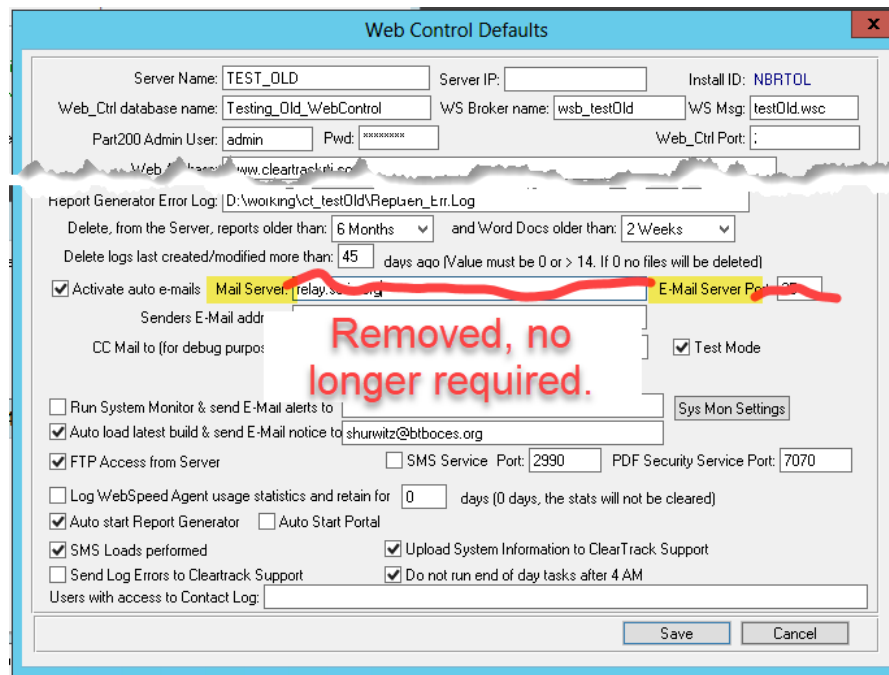 Web Control Defaults
x
Server Name: TEST_OLD Server IP: Install ID: NBRTOL
Web_Ctrl database name: Testing_Old_WebControl WS Broker name: wsb_testOld WS Msg: testOld.wsc
Part200 Admin User: admin Pwd: ******** Web_Ctrl Port: ;
Report Generator Error Log: D:\working\ct_testOld\RepGen_Err.Log
Delete, from the Server, reports older than: 6 Months and Word Docs older than: 2 Weeks
Delete logs last created/modified more than: 45 days ago (Value must be 0 or > 14. If 0 no files will be deleted)
Activate auto e-mails Mail Server: E-Mail Server
Senders E-Mail
CC Mail to (for debug Test Mode
Removed, no
longer required.
Run System Monitor & send E-Mail alerts to Sys Mon Settings
Auto load latest build & send E-Mail notice to shurwitz@btboces.org
FTP Access from Server SMS Service Port: 2990 PDF Security Service Port: 7070
Log WebSpeed Agent usage statistics and retain for 0 days (0 days, the stats will not be cleared)
Auto start Report Generator Auto Start Portal
SMS Loads performed Upload System Information to ClearTrack Support
Send Log Errors to Cleartrack Support Do not run end of day tasks after 4 AM
Users with access to Contact Log:
Save Cancel